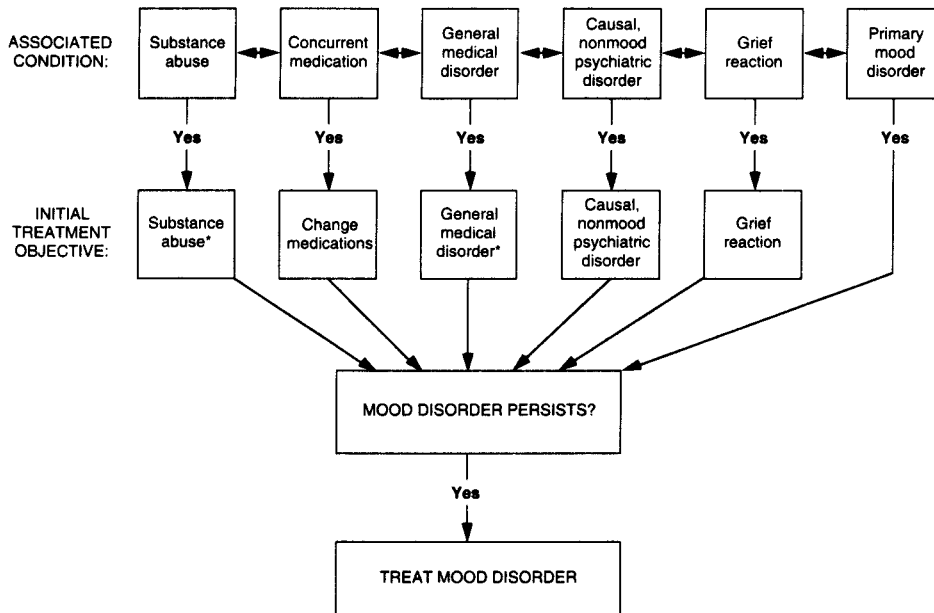 ASSOCIATED
CONDITION:
Substance
abuse
Concurrent
medication
General
medical
disorder
Causal,
nonmood
psychiatric
disorder
Grief
reaction
Primary
mood
disorder
Yes
Yes
Yes
Yes
Yes
Yes
INITIAL
TREATMENT
OBJECTIVE:
Substance
abuse*
Change
medications
General
medical
disorder*
Causal,
nonmood
psychiatric
disorder
Grief
reaction
MOOD DISORDER PERSISTS?
Yes
TREAT MOOD DISORDER